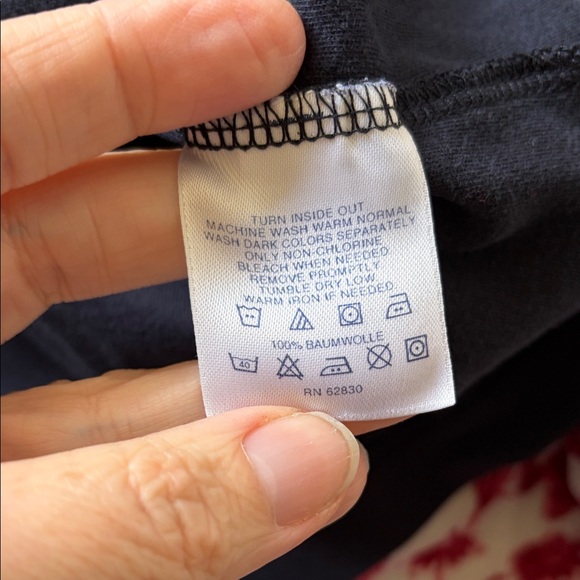 TURN INSIDE OUT
MACHINE WASH WARM NORMAL
WASH DARK COLORS SEPARATELY
ONLY NON-CHLORINE
BLEACH WHEN NEEDED
REMOVE PROMPTLY
TUMBLE DRY LOW
WARM IRON IF NEEDED
100% BAUMWOLLE
40
RN 62830